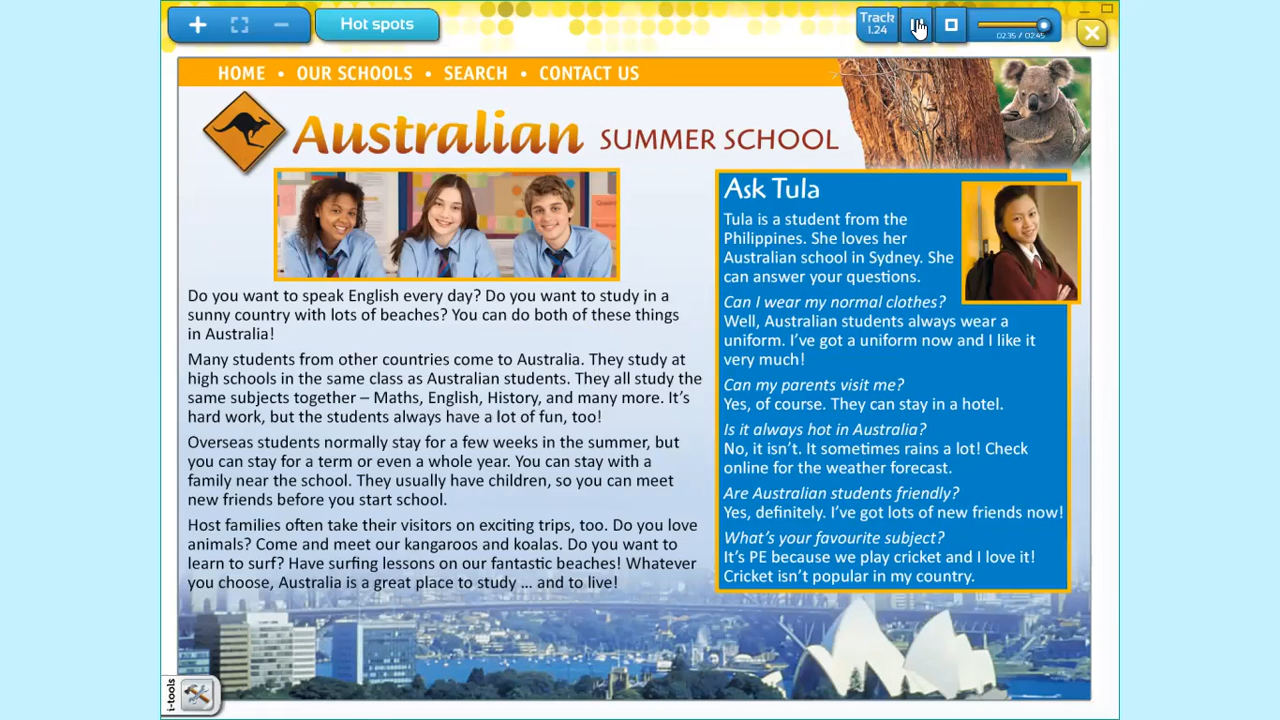 Hot spots
Track
1.24
02:35 / 02:45
HOME • OUR SCHOOLS • SEARCH • CONTACT US
Australian SUMMER SCHOOL
Do you want to speak English every day? Do you want to study in a
sunny country with lots of beaches? You can do both of these things
in Australia!
Many students from other countries come to Australia. They study at
high schools in the same class as Australian students. They all study the
same subjects together – Maths, English, History, and many more. It's
hard work, but the students always have a lot of fun, too!
Overseas students normally stay for a few weeks in the summer, but
you can stay for a term or even a whole year. You can stay with a
family near the school. They usually have children, so you can meet
new friends before you start school.
Host families often take their visitors on exciting trips, too. Do you love
animals? Come and meet our kangaroos and koalas. Do you want to
learn to surf? Have surfing lessons on our fantastic beaches! Whatever
you choose, Australia is a great place to study ... and to live!
Ask Tula
Tula is a student from the
Philippines. She loves her
Australian school in Sydney. She
can answer your questions.
Can I wear my normal clothes?
Well, Australian students always wear a
uniform. I've got a uniform now and I like it
very much!
Can my parents visit me?
Yes, of course. They can stay in a hotel.
Is it always hot in Australia?
No, it isn't. It sometimes rains a lot! Check
online for the weather forecast.
Are Australian students friendly?
Yes, definitely. I've got lots of new friends now!
What's your favourite subject?
It's PE because we play cricket and I love it!
Cricket isn't popular in my country.
i-tools